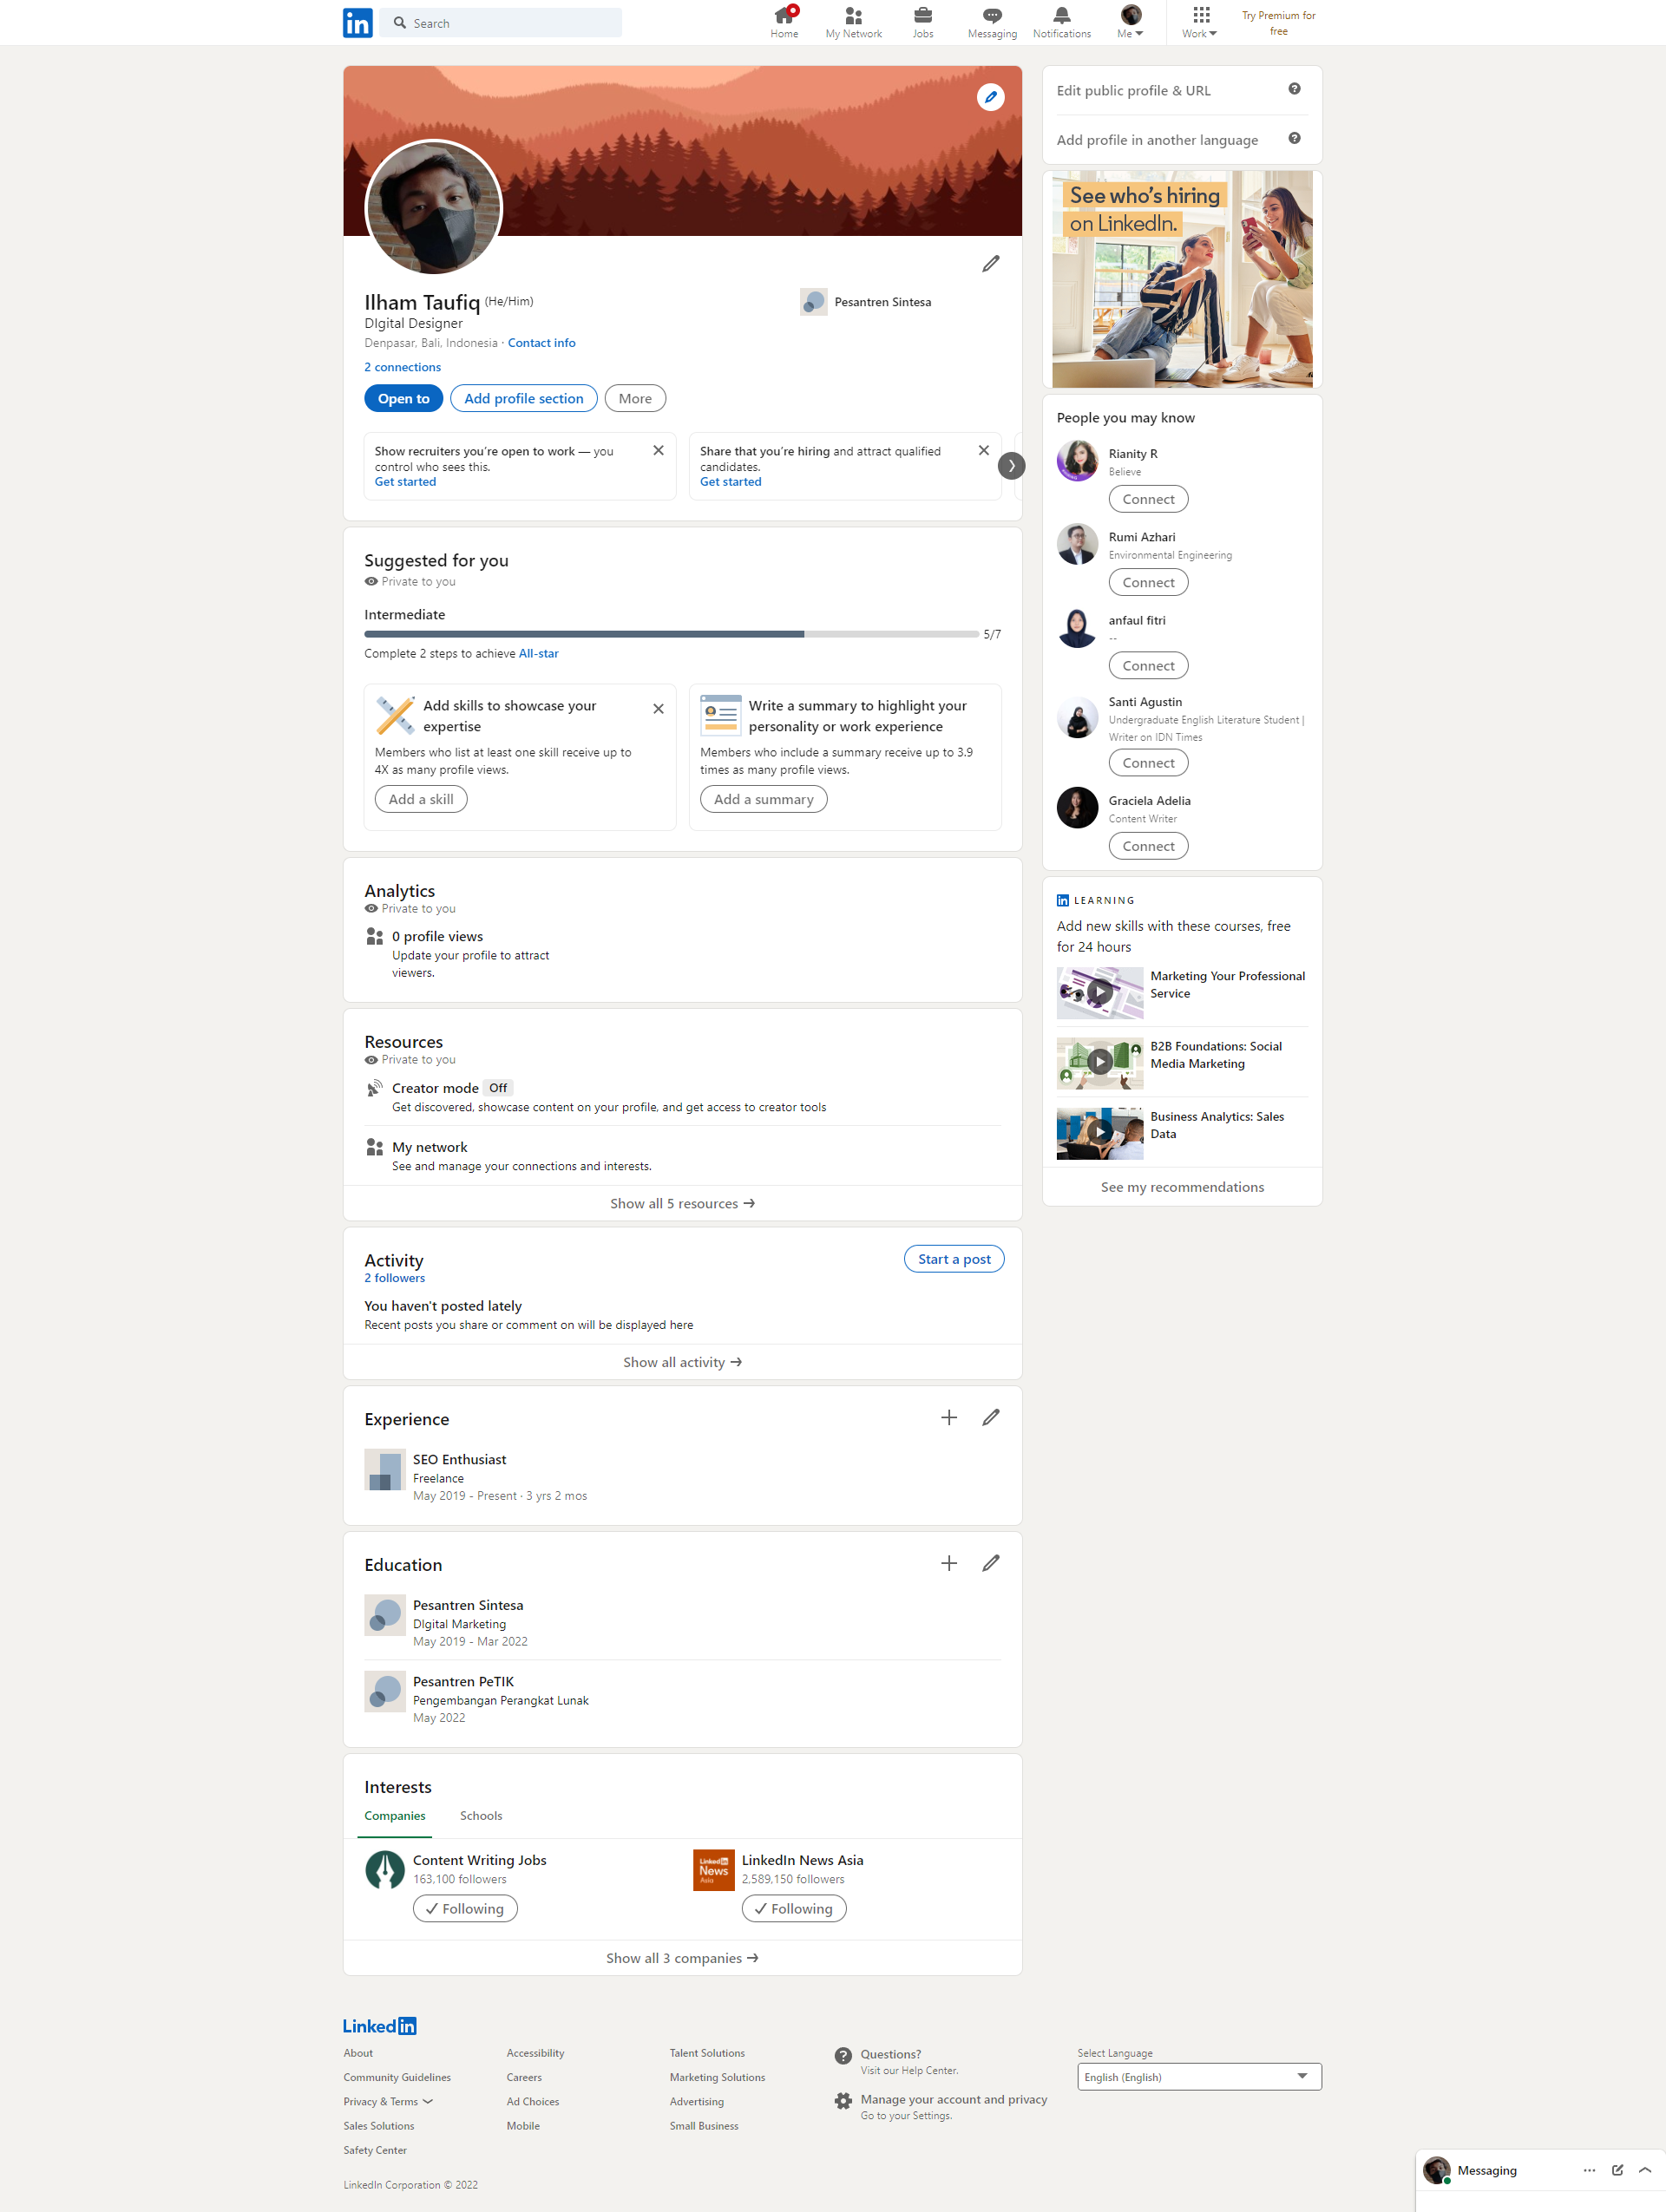 in
Search
Home
My Network
Jobs
Messaging
Notifications
Me
Work
Try Premium for
free
Ilham Taufiq (He/Him)
DIgital Designer
Denpasar, Bali, Indonesia · Contact info
2 connections
Pesantren Sintesa
Open to
Add profile section
More
Show recruiters you’re open to work — you
control who sees this.
Get started
Share that you’re hiring and attract qualified
candidates.
Get started
Suggested for you
Private to you
Intermediate
5/7
Complete 2 steps to achieve All-star
Add skills to showcase your
expertise
Members who list at least one skill receive up to
4X as many profile views.
Add a skill
Write a summary to highlight your
personality or work experience
Members who include a summary receive up to 3.9
times as many profile views.
Add a summary
Analytics
Private to you
0 profile views
Update your profile to attract
viewers.
Resources
Private to you
Creator mode Off
Get discovered, showcase content on your profile, and get access to creator tools
My network
See and manage your connections and interests.
Show all 5 resources
Activity
2 followers
Start a post
You haven't posted lately
Recent posts you share or comment on will be displayed here
Show all activity
Experience
SEO Enthusiast
Freelance
May 2019 - Present · 3 yrs 2 mos
Education
Pesantren Sintesa
DIgital Marketing
May 2019 - Mar 2022
Pesantren PeTIK
Pengembangan Perangkat Lunak
May 2022
Interests
Companies
Schools
Content Writing Jobs
163,100 followers
Following
Linkedin
News
Asia
LinkedIn News Asia
2,589,150 followers
Following
Show all 3 companies
Edit public profile & URL
Add profile in another language
See who’s hiring
on LinkedIn.
People you may know
Rianity R
Believe
Connect
Rumi Azhari
Environmental Engineering
Connect
anfaul fitri
--
Connect
Santi Agustin
Undergraduate English Literature Student |
Writer on IDN Times
Connect
Graciela Adelia
Content Writer
Connect
in LEARNING
Add new skills with these courses, free
for 24 hours
Marketing Your Professional
Service
B2B Foundations: Social
Media Marketing
Business Analytics: Sales
Data
See my recommendations
Linkedin
About
Community Guidelines
Privacy & Terms
Sales Solutions
Safety Center
Accessibility
Careers
Ad Choices
Mobile
Talent Solutions
Marketing Solutions
Advertising
Small Business
Questions?
Visit our Help Center.
Manage your account and privacy
Go to your Settings.
Select Language
English (English)
LinkedIn Corporation © 2022
Messaging